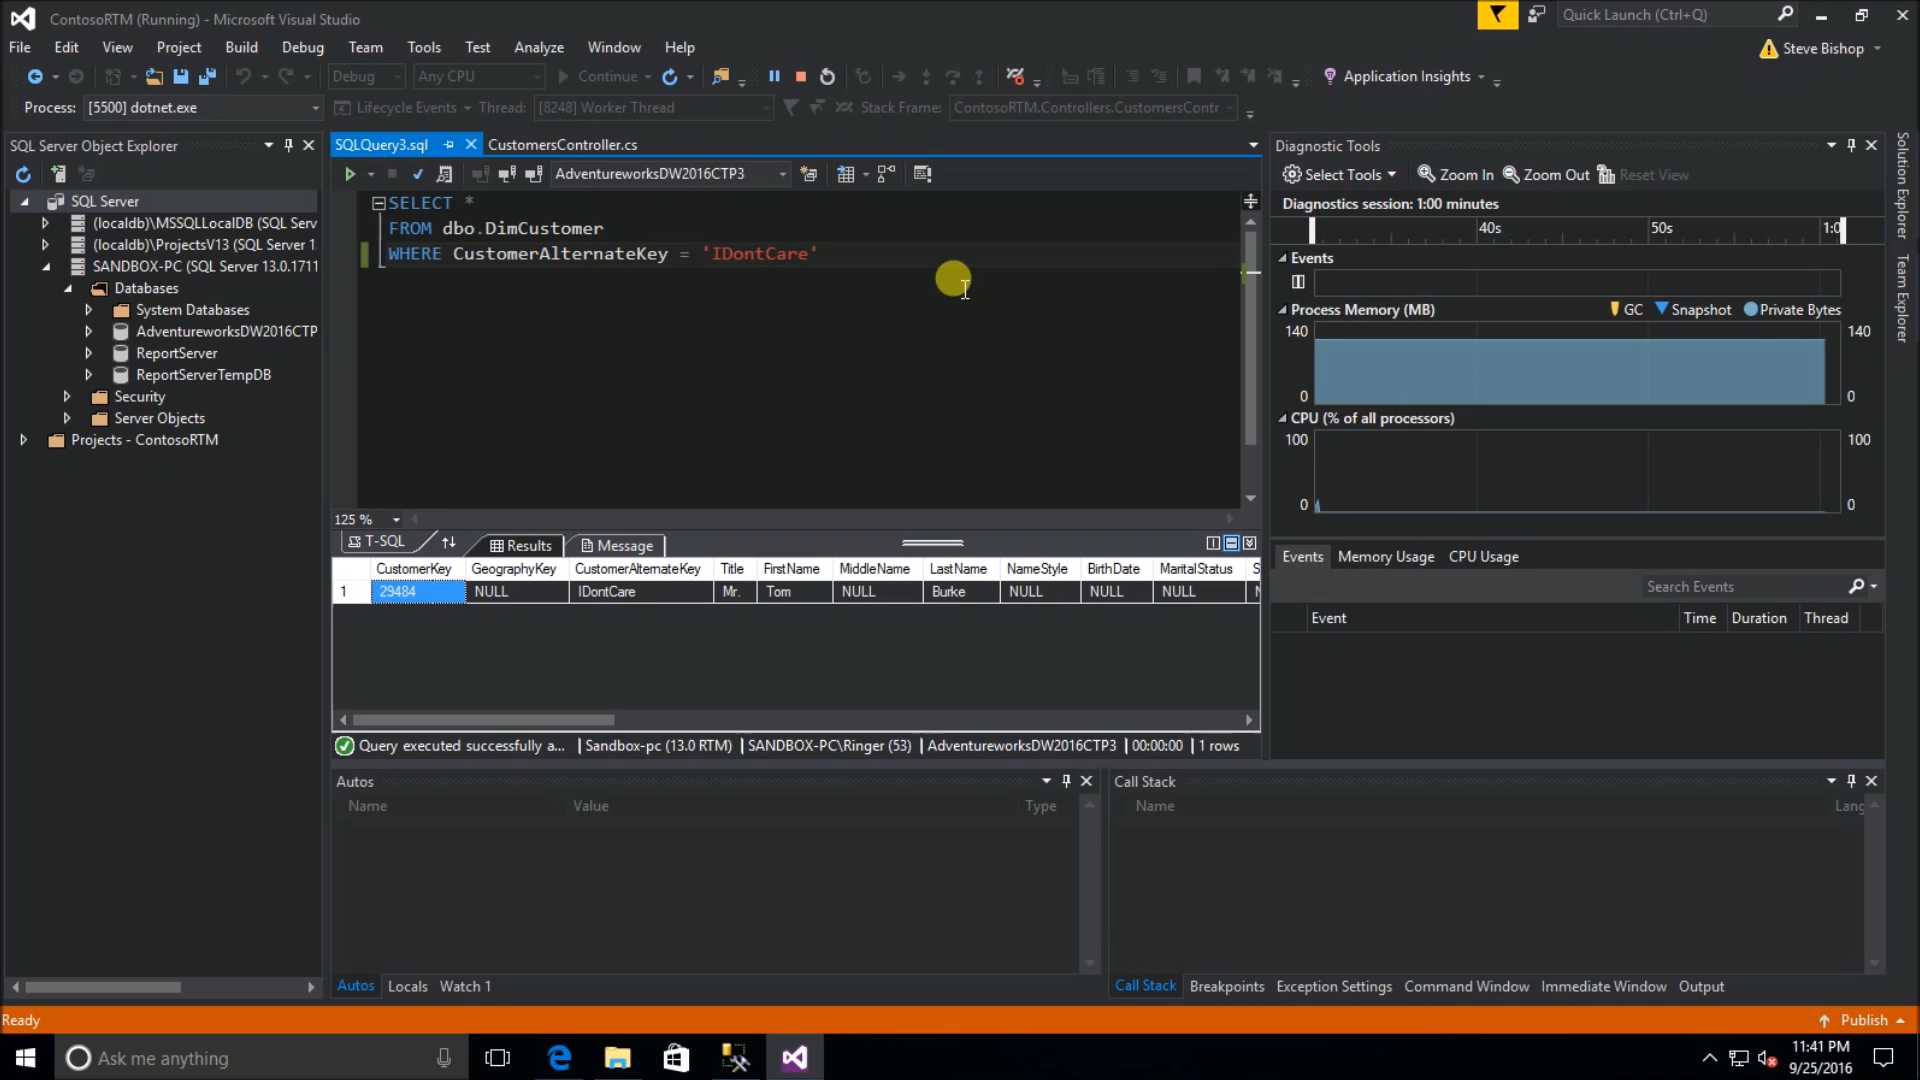 ContosoRTM (Running) - Microsoft Visual Studio
Quick Launch (Ctrl+Q)
File Edit View Project Build Debug Team Tools Test Analyze Window Help
Steve Bishop
Debug Any CPU Continue Application Insights
Process: [5500] dotnet.exe Lifecycle Events Thread: [8248] Worker Thread Stack Frame: ContosoRTM.Controllers.CustomersContr
SQL Server Object Explorer
SQL Server
(localdb)\MSSQLLocalDB (SQL Serv
(localdb)\ProjectsV13 (SQL Server 1
SANDBOX-PC (SQL Server 13.0.1711
Databases
System Databases
AdventureworksDW2016CTP
ReportServer
ReportServerTempDB
Security
Server Objects
Projects - ContosoRTM
SQLQuery3.sql CustomersController.cs
AdventureworksDW2016CTP3
SELECT *
FROM dbo.DimCustomer
WHERE CustomerAlternateKey = 'IDontCare'
125 %
T-SQL Results Message
CustomerKey GeographyKey CustomerAlternateKey Title FirstName MiddleName LastName NameStyle BirthDate MaritalStatus S
1 29484 NULL IDontCare Mr. Tom NULL Burke NULL NULL NULL N
Query executed successfully a... Sandbox-pc (13.0 RTM) SANDBOX-PC\Ringer (53) AdventureworksDW2016CTP3 00:00:00 1 rows
Diagnostic Tools
Select Tools Zoom In Zoom Out Reset View
Diagnostics session: 1:00 minutes
40s 50s 1:0
Events
Process Memory (MB) GC Snapshot Private Bytes
140 140
0 0
CPU (% of all processors)
100 100
0 0
Events Memory Usage CPU Usage
Search Events
Event Time Duration Thread
Solution Explorer
Team Explorer
Autos
Name Value Type
Autos Locals Watch 1
Call Stack
Name Lang
Call Stack Breakpoints Exception Settings Command Window Immediate Window Output
Ready Publish
Ask me anything
11:41 PM
9/25/2016